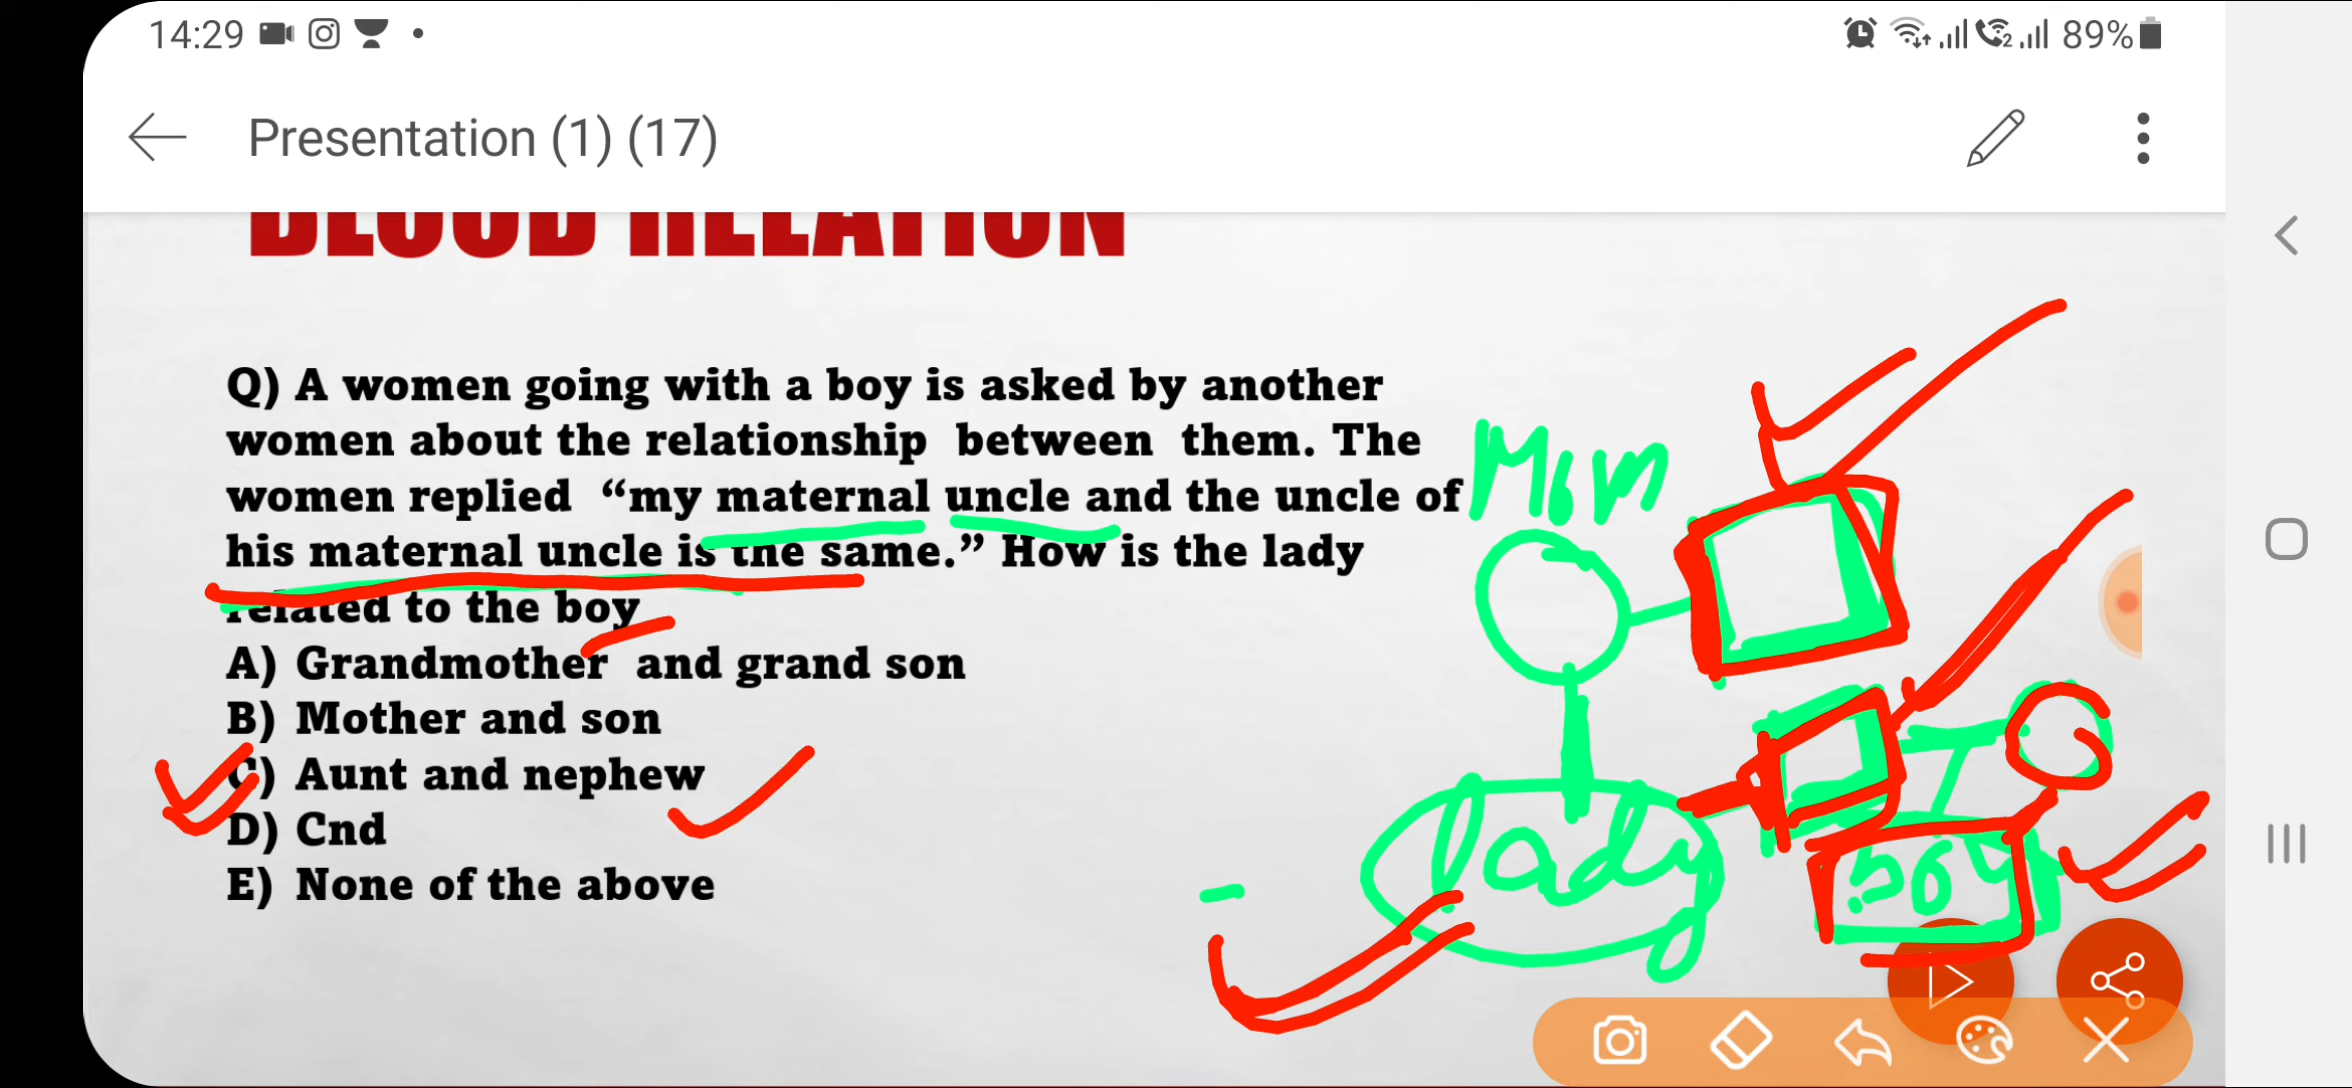 14:29
2 89%
Presentation (1) (17)
BLOOD RELATION
Q) A women going with a boy is asked by another
women about the relationship between them. The
women replied “my maternal uncle and the uncle of
his maternal uncle is the same.” How is the lady
related to the boy
A) Grandmother and grand son
B) Mother and son
C) Aunt and nephew
D) Cnd
E) None of the above
Mom
lady
boy